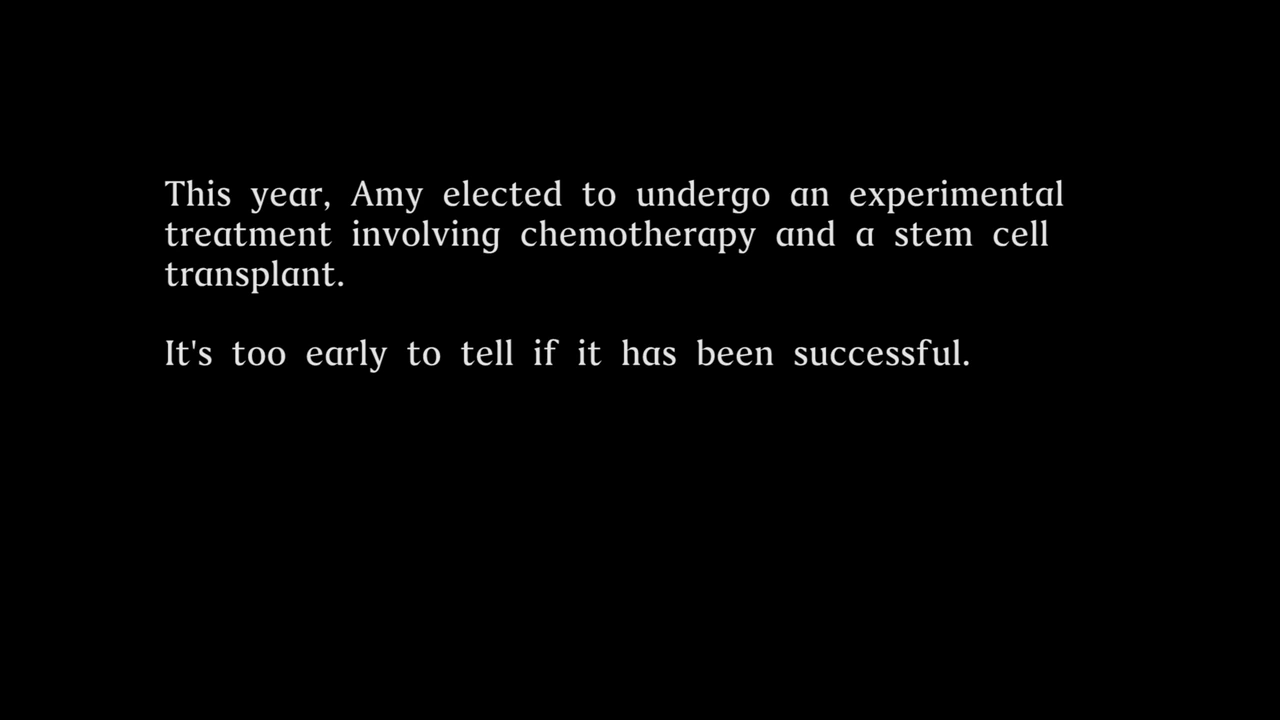 This year, Amy elected to undergo an experimental
treatment involving chemotherapy and a stem cell
transplant.
It's too early to tell if it has been successful.